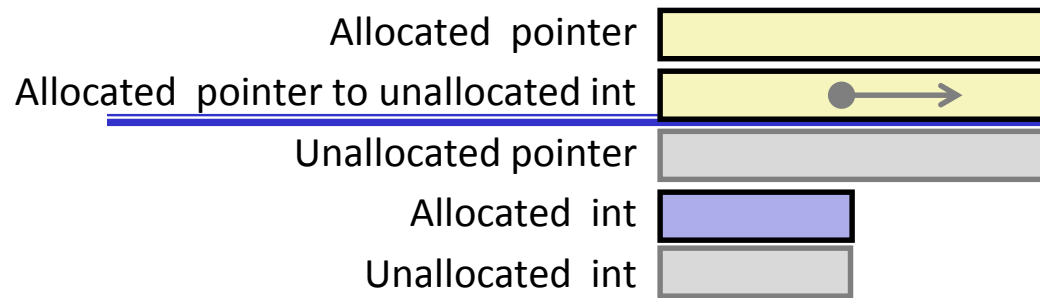 Allocated pointer
Allocated pointer to unallocated int
Unallocated pointer
Allocated int
Unallocated int